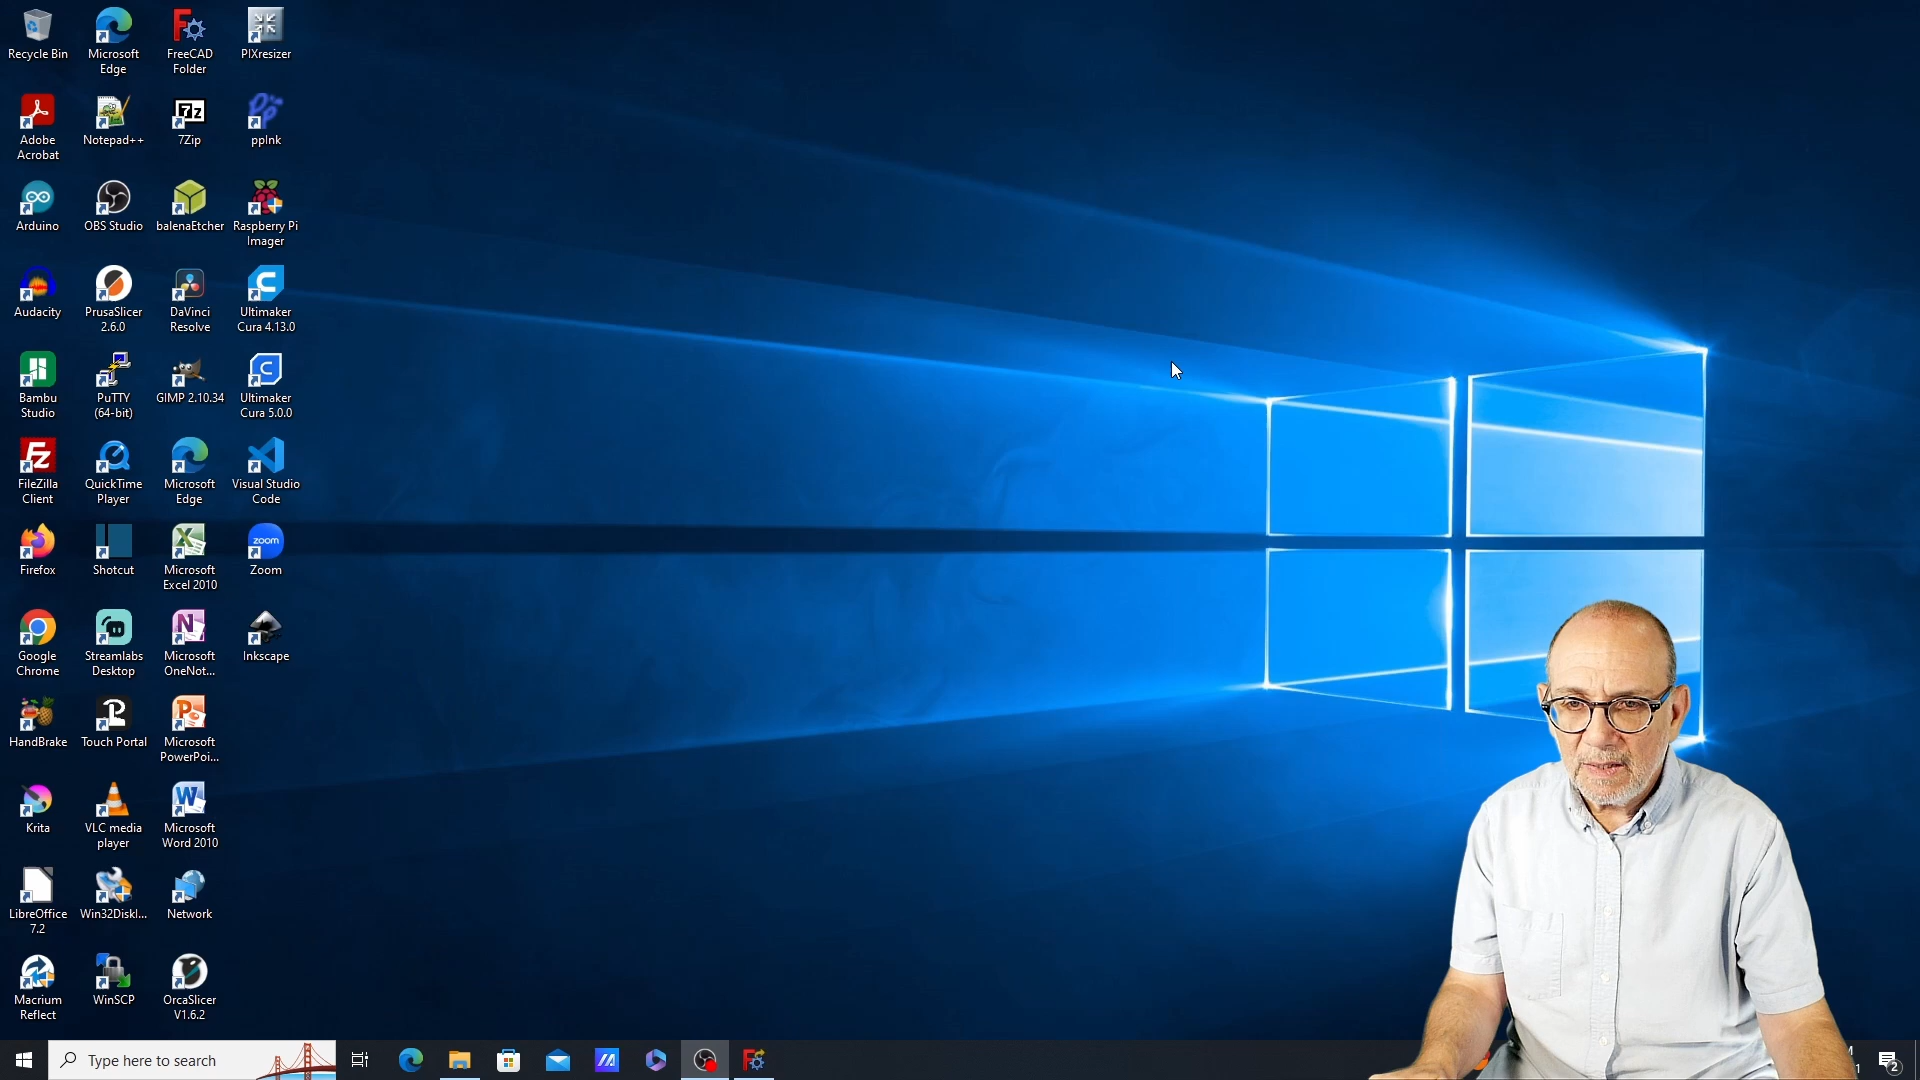 Recycle Bin
Microsoft
Edge
FreeCAD
Folder
PIXresizer
Adobe
Acrobat
Notepad++
7Zip
ppInk
Arduino
OBS Studio
balenaEtcher
Raspberry Pi
Imager
Audacity
PrusaSlicer
2.6.0
DaVinci
Resolve
Ultimaker
Cura 4.13.0
Bambu
Studio
PuTTY
(64-bit)
GIMP 2.10.34
Ultimaker
Cura 5.0.0
FileZilla
Client
QuickTime
Player
Microsoft
Edge
Visual Studio
Code
Firefox
Shotcut
Microsoft
Excel 2010
zoom
Zoom
Google
Chrome
Streamlabs
Desktop
Microsoft
OneNot...
Inkscape
HandBrake
Touch Portal
Microsoft
PowerPoi...
Krita
VLC media
player
Microsoft
Word 2010
LibreOffice
7.2
Win32DiskI...
Network
Macrium
Reflect
WinSCP
OrcaSlicer
V1.6.2
Type here to search
2